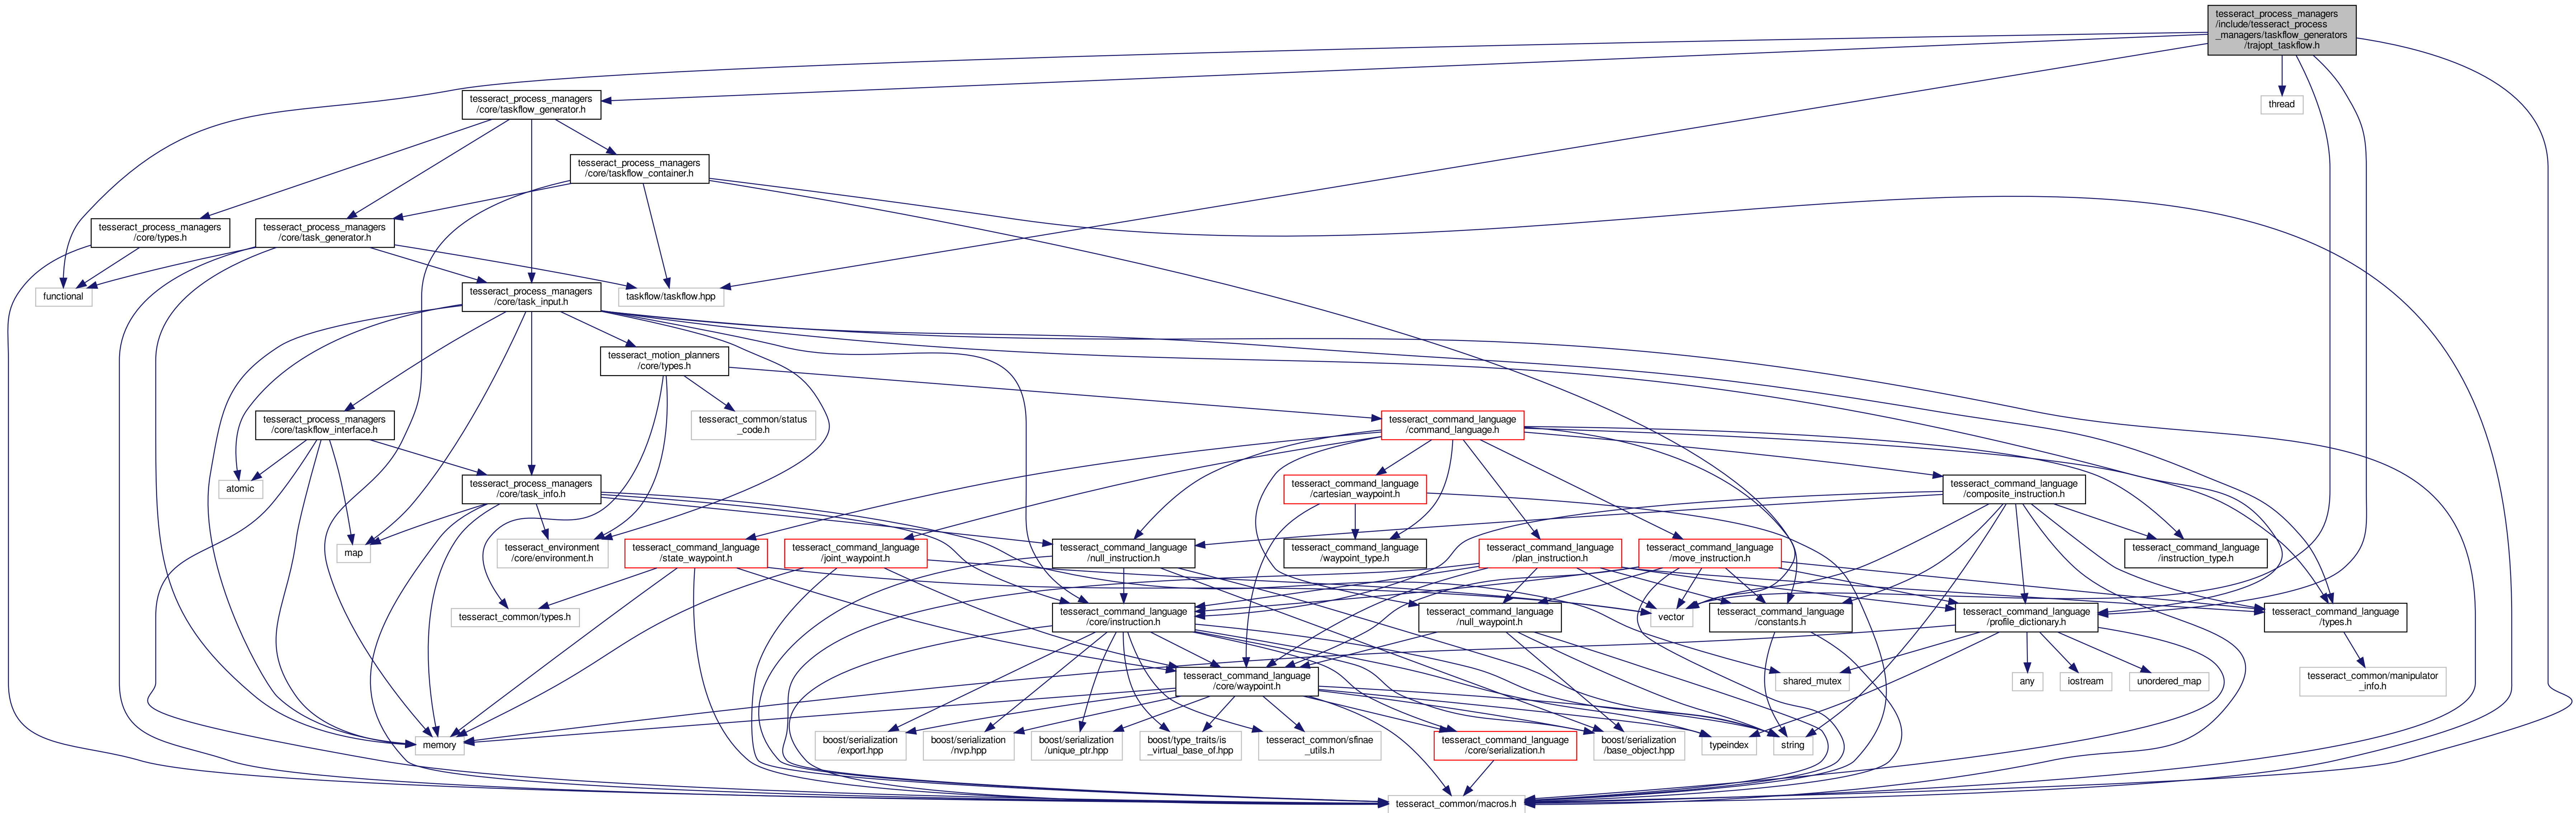 tesseract_process_managers
/include/tesseract_process
_managers/taskflow_generators
/trajopt_taskflow.h
tesseract_process_managers
/core/taskflow_generator.h
thread
tesseract_process_managers
/core/taskflow_container.h
tesseract_process_managers
/core/types.h
tesseract_process_managers
/core/task_generator.h
functional
tesseract_process_managers
/core/task_input.h
taskflow/taskflow.hpp
tesseract_motion_planners
/core/types.h
tesseract_process_managers
/core/taskflow_interface.h
tesseract_common/status
_code.h
tesseract_command_language
/command_language.h
atomic
tesseract_process_managers
/core/task_info.h
tesseract_command_language
/cartesian_waypoint.h
tesseract_command_language
/composite_instruction.h
map
tesseract_environment
/core/environment.h
tesseract_command_language
/state_waypoint.h
tesseract_command_language
/joint_waypoint.h
tesseract_command_language
/null_instruction.h
tesseract_command_language
/waypoint_type.h
tesseract_command_language
/plan_instruction.h
tesseract_command_language
/move_instruction.h
tesseract_command_language
/instruction_type.h
tesseract_common/types.h
tesseract_command_language
/core/instruction.h
tesseract_command_language
/null_waypoint.h
vector
tesseract_command_language
/constants.h
tesseract_command_language
/profile_dictionary.h
tesseract_command_language
/types.h
tesseract_command_language
/core/waypoint.h
shared_mutex
any
iostream
unordered_map
tesseract_common/manipulator
_info.h
memory
boost/serialization
/export.hpp
boost/serialization
/nvp.hpp
boost/serialization
/unique_ptr.hpp
boost/type_traits/is
_virtual_base_of.hpp
tesseract_common/sfinae
_utils.h
tesseract_command_language
/core/serialization.h
boost/serialization
/base_object.hpp
typeindex
string
tesseract_common/macros.h